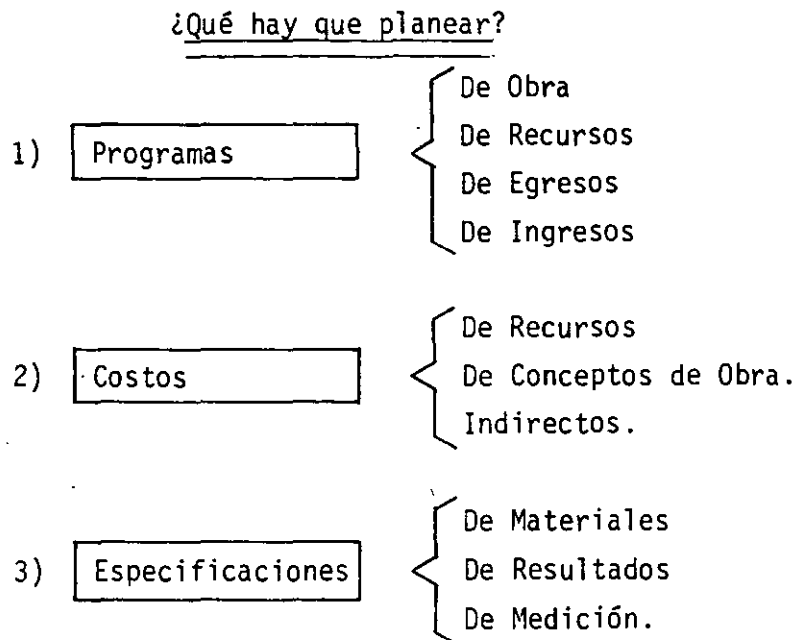 ¿Qué hay que planear?
1) Programas
De Obra
De Recursos
De Egresos
De Ingresos
2) Costos
De Recursos
De Conceptos de Obra.
Indirectos.
3) Especificaciones
De Materiales
De Resultados
De Medición.